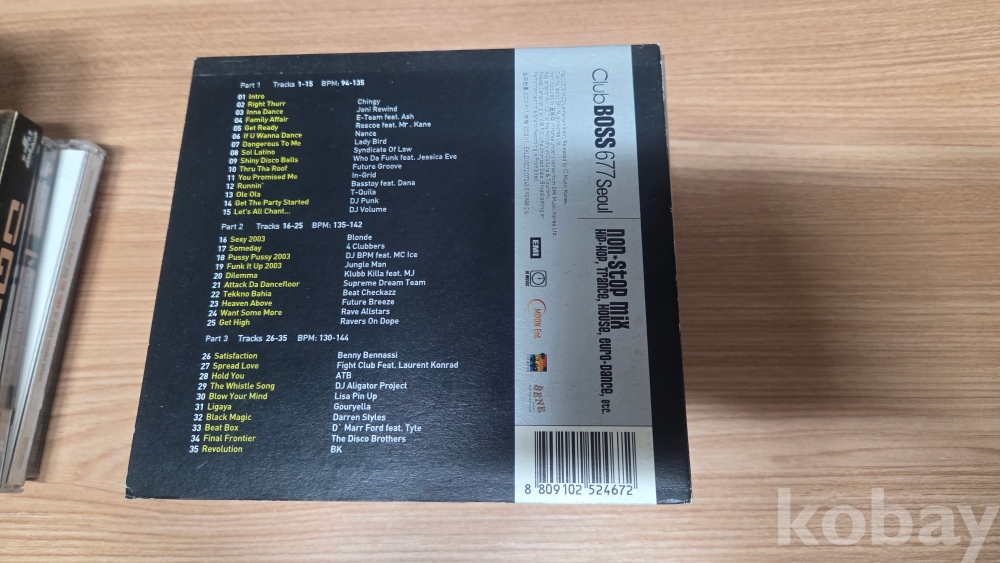 Part 1 Tracks 1-15 BPM: 94-135
01 Intro
02 Right Thurr Chingy
03 Inna Dance Joni Rewind
04 Family Affair E-Team feat. Ash
05 Get Ready Roscoe feat. Mr. Kane
06 If U Wanna Dance Nance
07 Dangerous To Me Lady Bird
08 Sol Latino Syndicate Of Law
09 Shiny Disco Balls Who Da Funk feat. Jessica Eve
10 Thru Tha Roof Future Groove
11 You Promised Me In-Grid
12 Runnin' Basstoy feat. Dana
13 Ole Ola T-Quila
14 Get The Party Started DJ Punk
15 Let's All Chant... DJ Volume
Part 2 Tracks 16-25 BPM: 135-142
16 Sexy 2003 Blonde
17 Someday 4 Clubbers
18 Pussy Pussy 2003 DJ BPM feat. MC Ice
19 Funk It Up 2003 Jungle Man
20 Dilemma Klubb Killa feat. MJ
21 Attack Da Dancefloor Supreme Dream Team
22 Tekkno Bahia Beat Checkazz
23 Heaven Above Future Breeze
24 Want Some More Rave Allstars
25 Get High Ravers On Dope
Part 3 Tracks 26-35 BPM: 130-144
26 Satisfaction Benny Bennassi
27 Spread Love Fight Club Feat. Laurent Konrad
28 Hold You ATB
29 The Whistle Song DJ Aligator Project
30 Blow Your Mind Lisa Pin Up
31 Ligaya Gouryella
32 Black Magic Darren Styles
33 Beat Box D` Marr Ford feat. Tyte
34 Final Frontier The Disco Brothers
35 Revolution BK
Club BOSS 677 Seoul
non-stop mix
Hip-Hop, Trance, House, euro-Dance, etc.
EMI
MOON Ent.
8 809102 524672
kobay